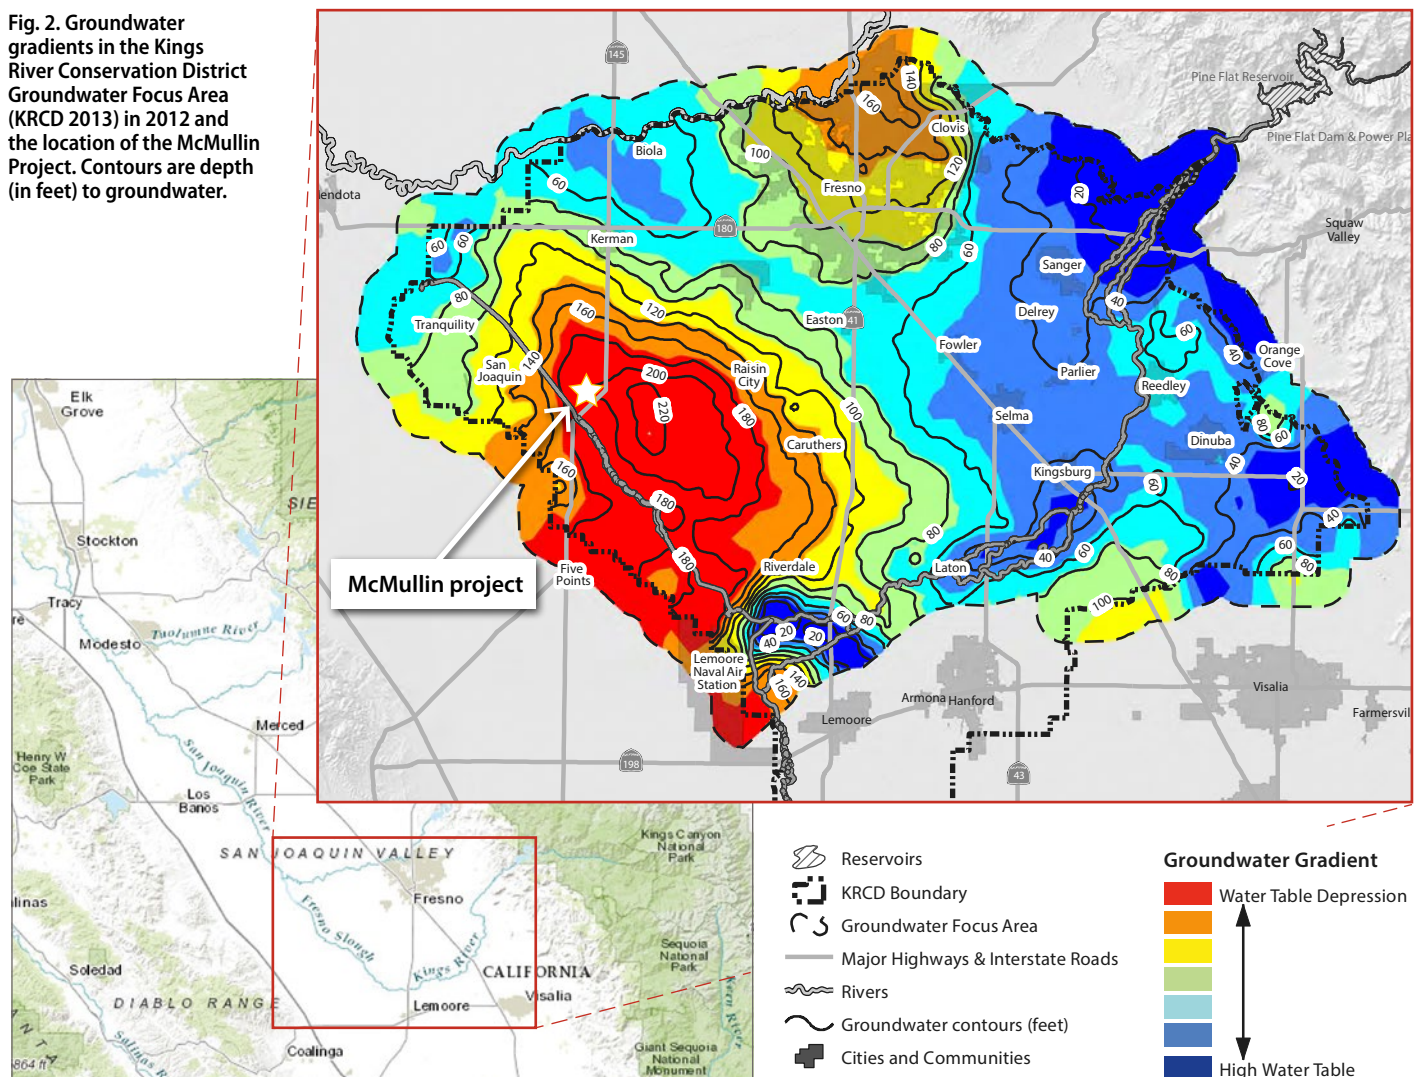 Fig. 2. Groundwater
gradients in the Kings
River Conservation District
Groundwater Focus Area
(KRCD 2013) in 2012 and
the location of the McMullin
Project. Contours are depth
(in feet) to groundwater.
145
140
160
Clovis
Pine Flat Reservoir
Pine Flat Dam & Power Pla
Biola
100
120
60
Fresno
20
endota
Squaw
Valley
180
Kerman
60
60
80
60
Sanger
80
40
Tranquility
160
120
Easton
41
Delrey
60
Fowler
40
Orange
Cove
San
Joaquin
140
200
Raisin
City
Parlier
Reedley
220
180
100
Selma
80
60
Caruthers
Dinuba
160
Kingsburg
40
60
20
180
40
80
60
80
McMullin project
Five
Points
180
Riverdale
Laton
40
60
80
100
60
80
20
20
40
Lemoore
Naval Air
Station
140
160
Lemoore
Armona
Hanford
Visalia
Farmersvil
198
43
Elk
Grove
SIE
Stockton
Tracy
re
Modesto
Tuolumne River
Merced
San Joaquin River
Henry W
Coe State
Park
Los
Banos
SAN JOAQUIN VALLEY
Kings Canyon
National
Park
Fresno
linas
Fresno Slough
Kings River
Sequoia
National
Park
Soledad
CALIFORNIA
Visalia
DIABLO RANGE
Lemoore
Kern River
Salinas R
Coalinga
Giant Sequoia
National
Monument
864 ft
Reservoirs
KRCD Boundary
Groundwater Focus Area
Major Highways & Interstate Roads
Rivers
Groundwater contours (feet)
Cities and Communities
Groundwater Gradient
Water Table Depression
High Water Table